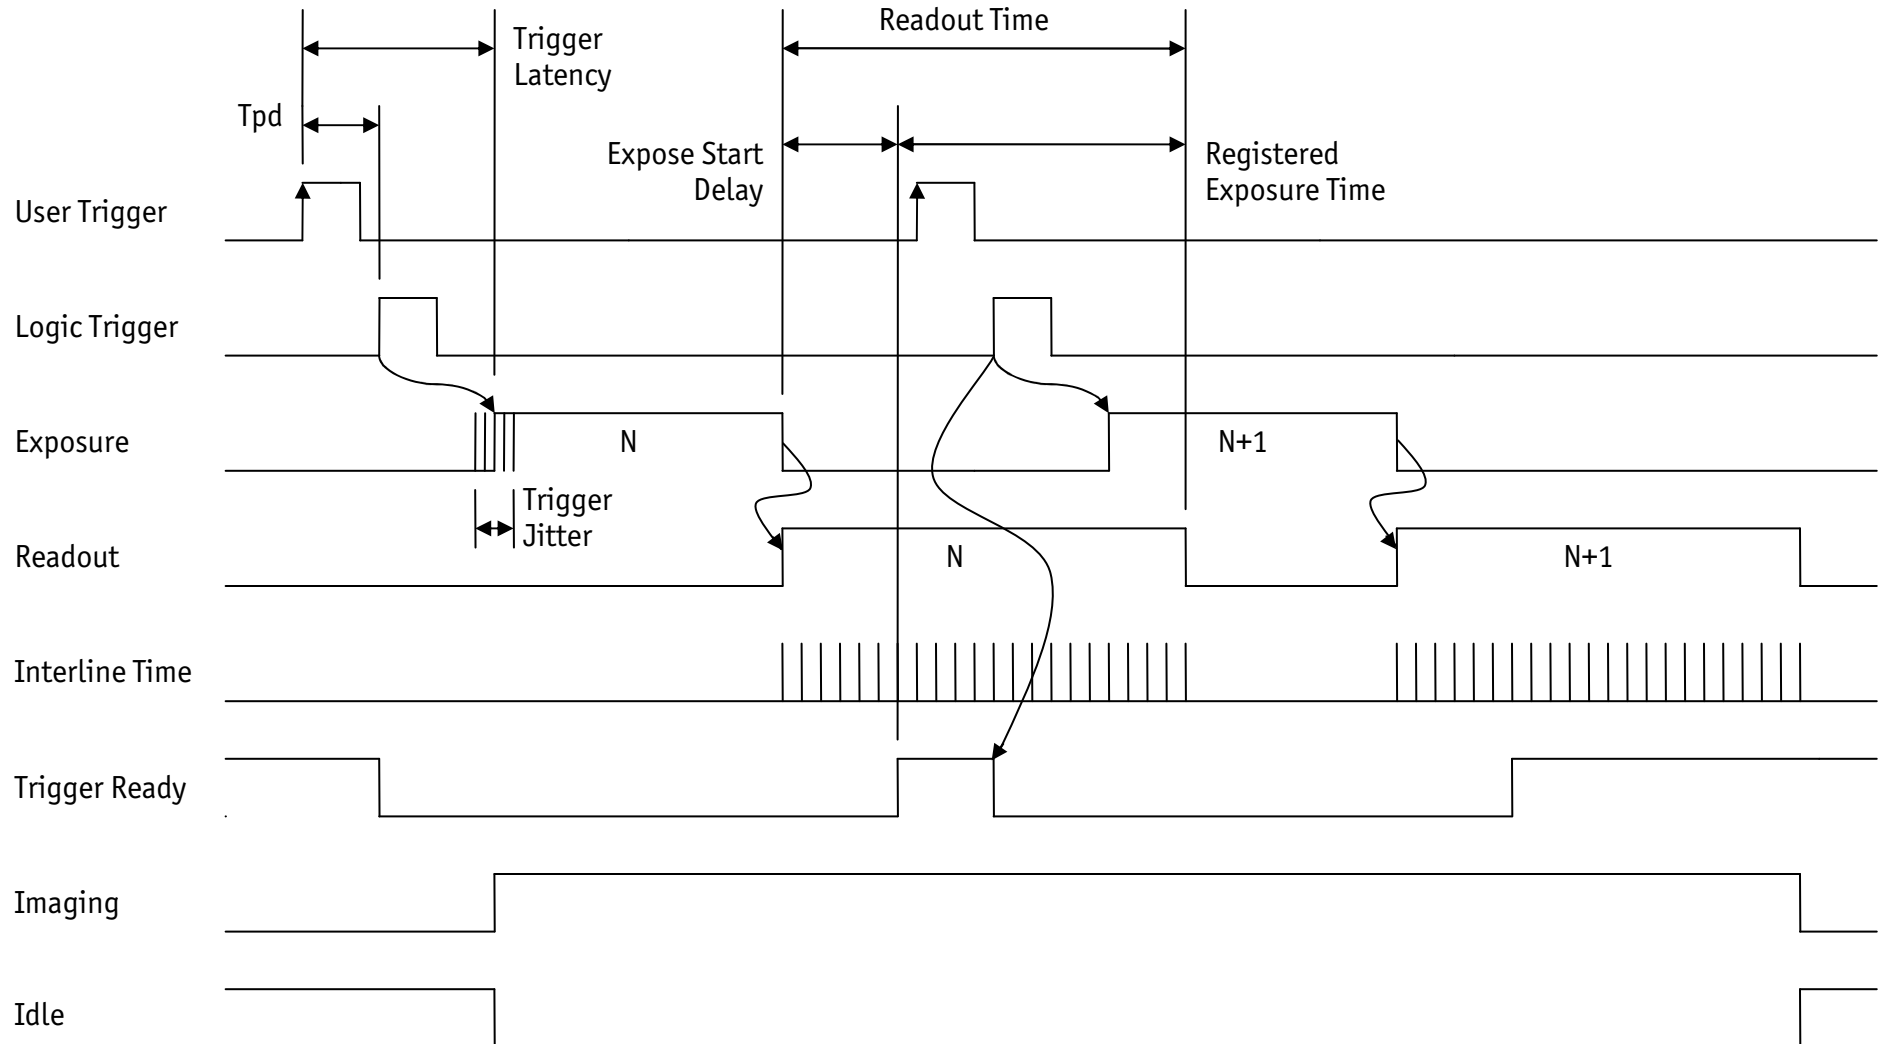 Readout Time
Trigger
Latency
Tpd
Expose Start
Delay
Registered
Exposure Time
User Trigger
Logic Trigger
Exposure
N
N+1
Trigger
Jitter
Readout
N
N+1
Interline Time
Trigger Ready
Imaging
Idle